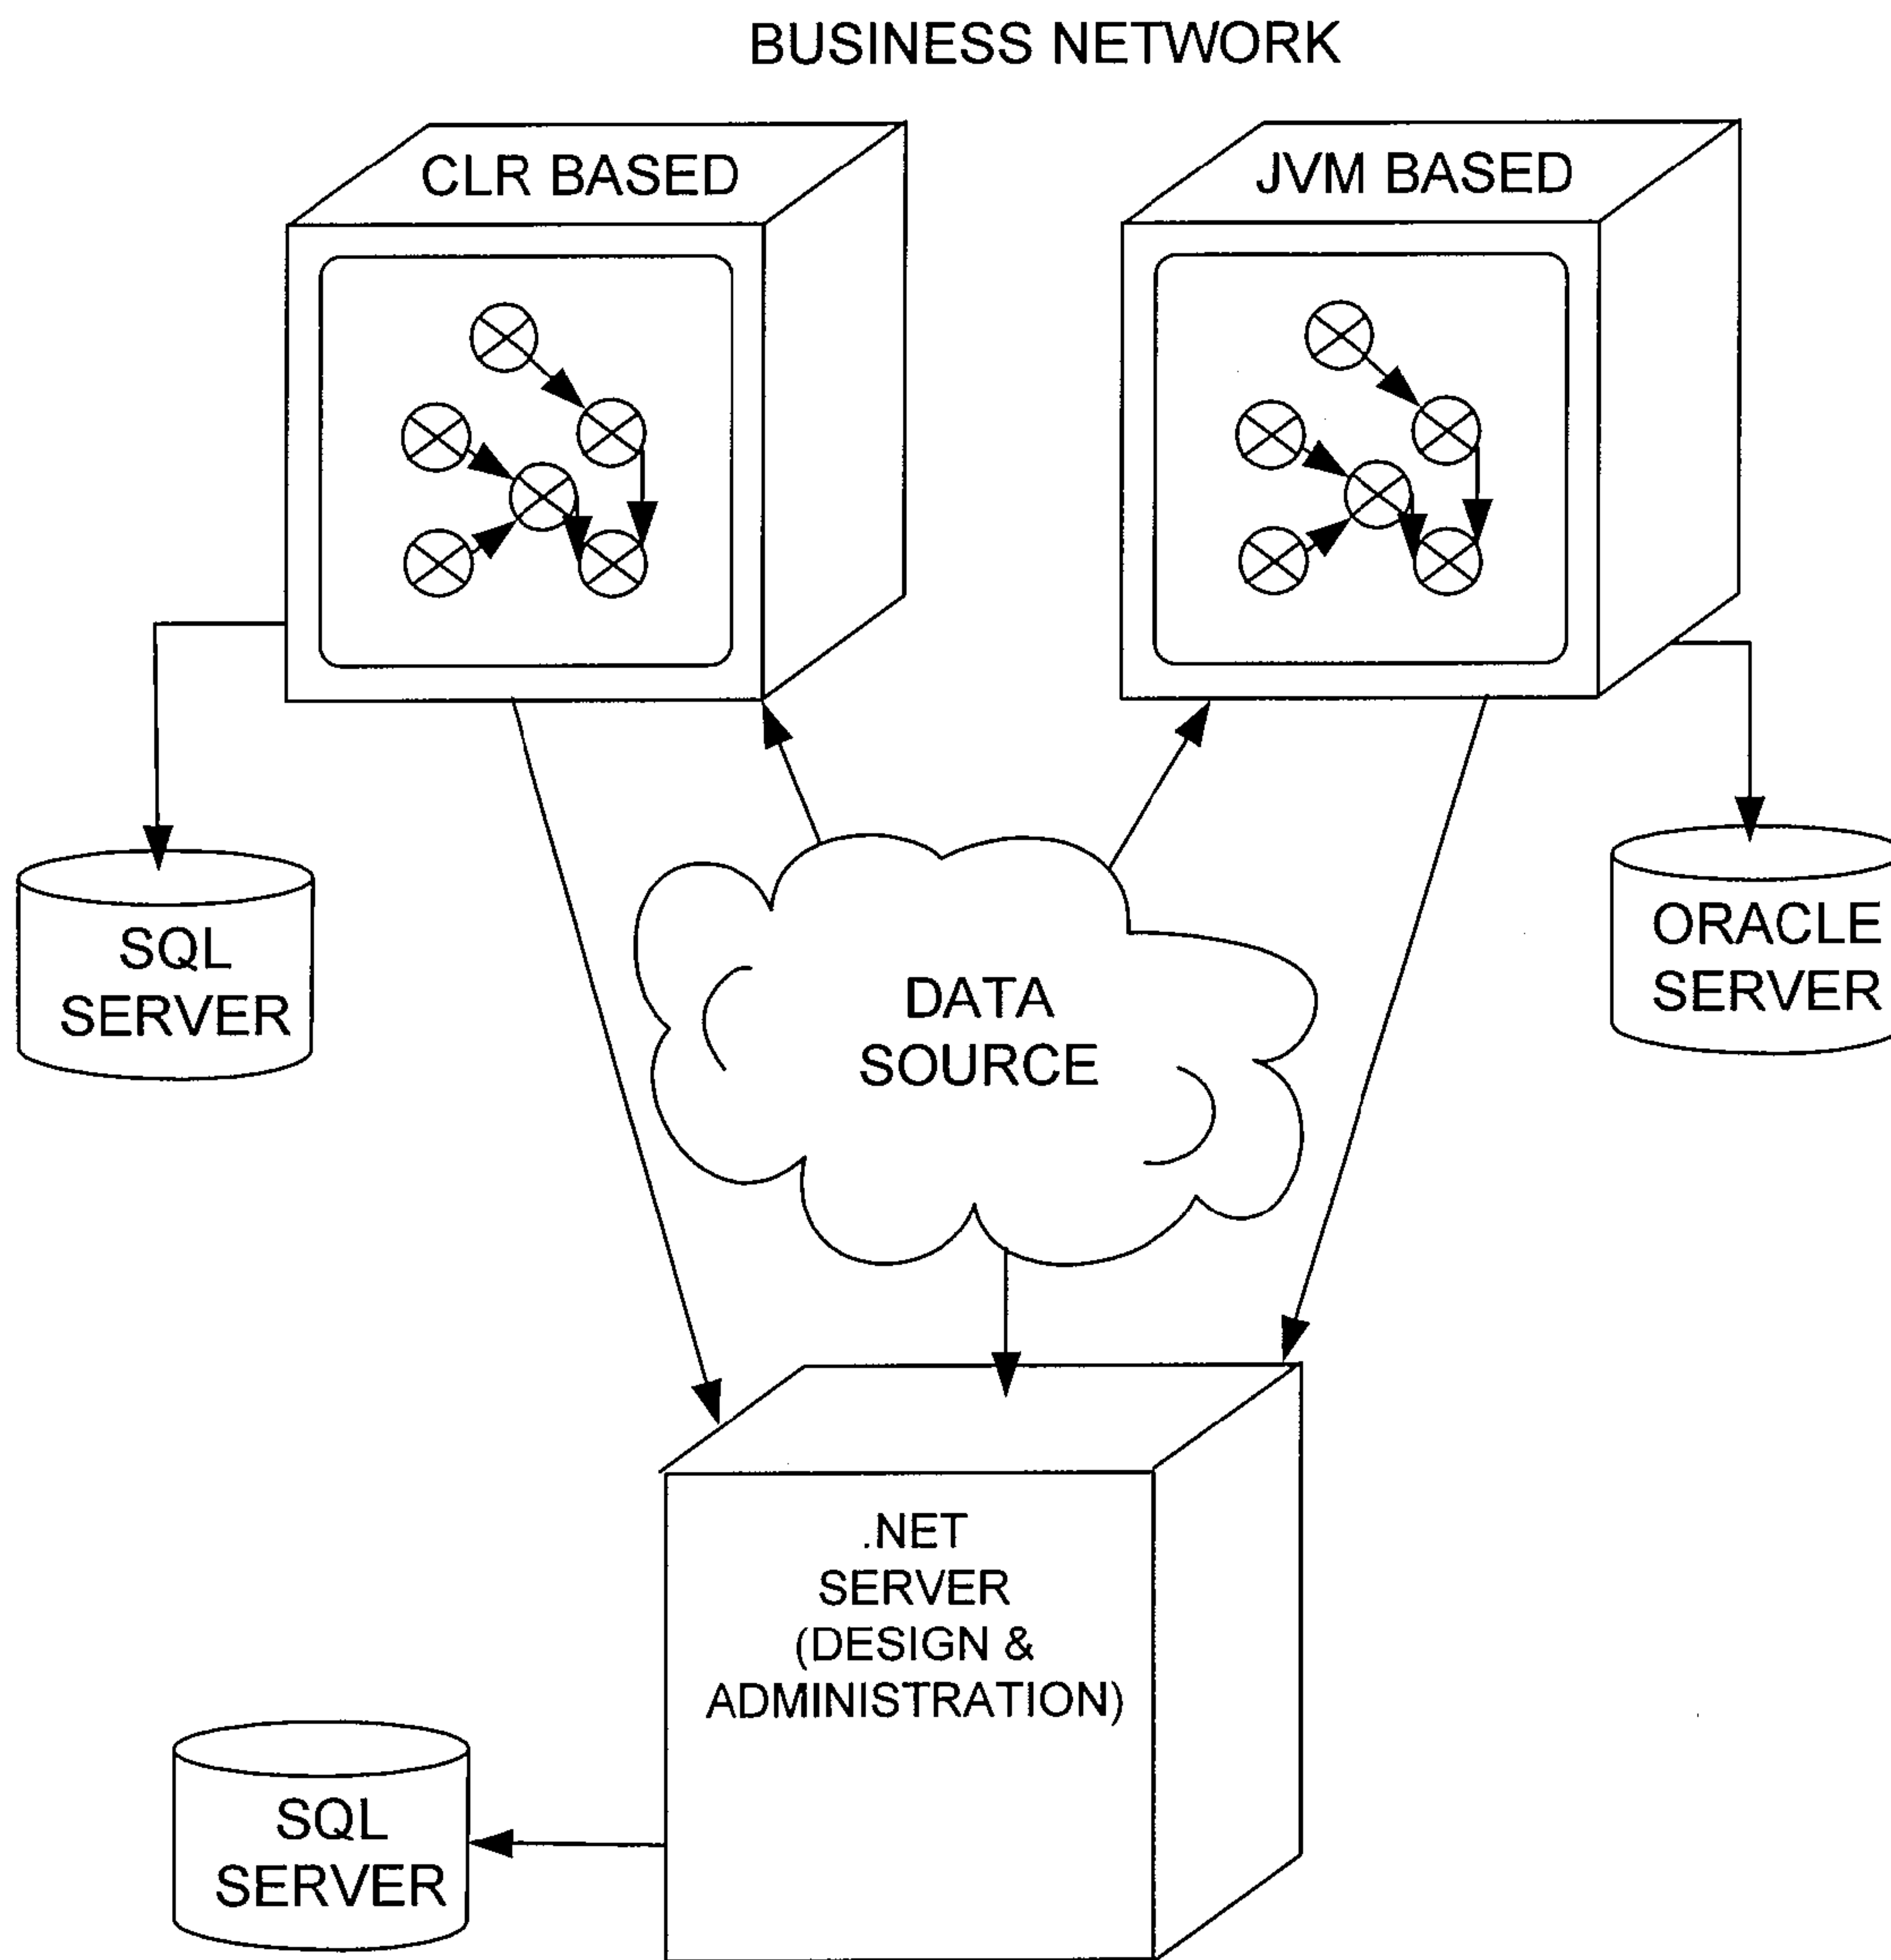 BUSINESS NETWORK
CLR BASED
JVM BASED
SQL
SERVER
DATA
SOURCE
ORACLE
SERVER
.NET
SERVER
(DESIGN &
ADMINISTRATION)
SQL
SERVER